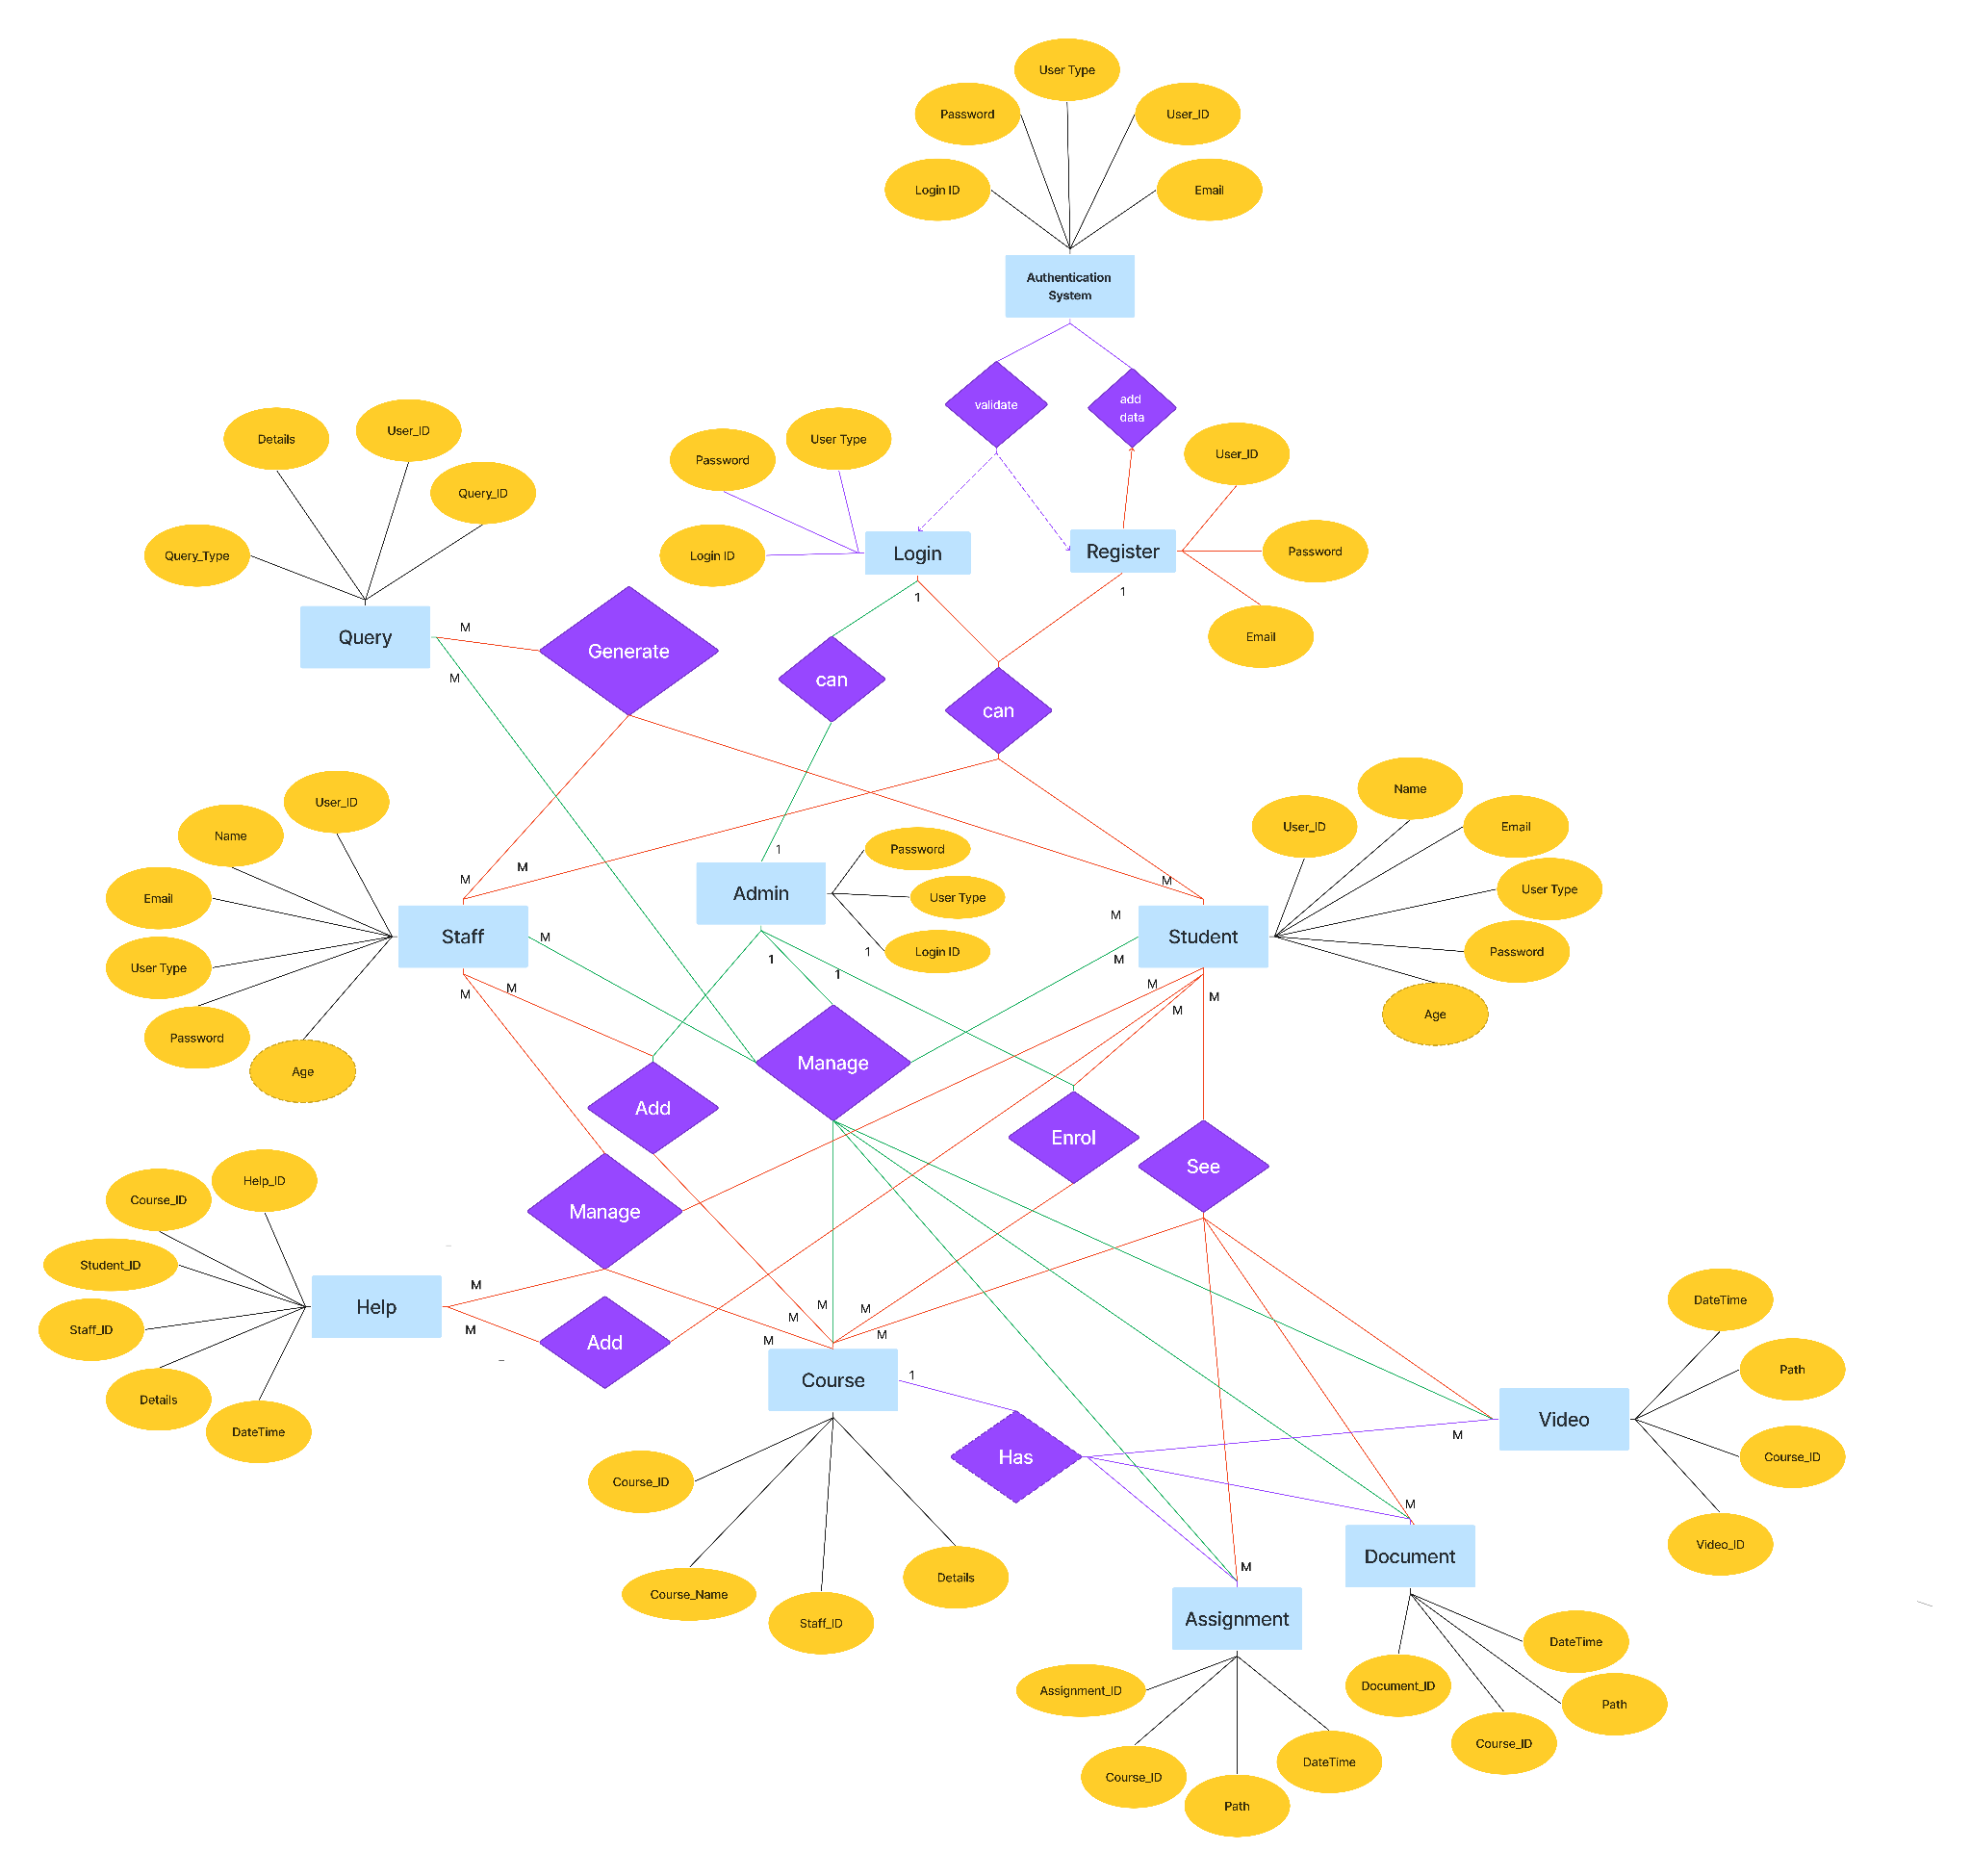 User Type
Password
User_ID
Login ID
Email
Authentication
System
validate
add
data
Details
User_ID
Query_ID
Query_Type
Query
M
M
Password
User Type
Login ID
Login
1
Register
1
User_ID
Password
Email
Generate
can
can
User_ID
Name
Email
User Type
Password
Age
M
M
Staff
M
M
M
1
Admin
Password
User Type
Login ID
1
1
1
M
M
M
Student
M
M
M
User_ID
Name
Email
User Type
Password
Age
Manage
Add
Enrol
See
Manage
Add
Help_ID
Course_ID
Student_ID
Staff_ID
Details
DateTime
Help
M
M
M
M
M
M
M
Course
1
Has
Course_ID
Course_Name
Staff_ID
Details
Video
M
DateTime
Path
Course_ID
Video_ID
M
Document
DateTime
Path
Document_ID
Course_ID
M
Assignment
Assignment_ID
Course_ID
Path
DateTime